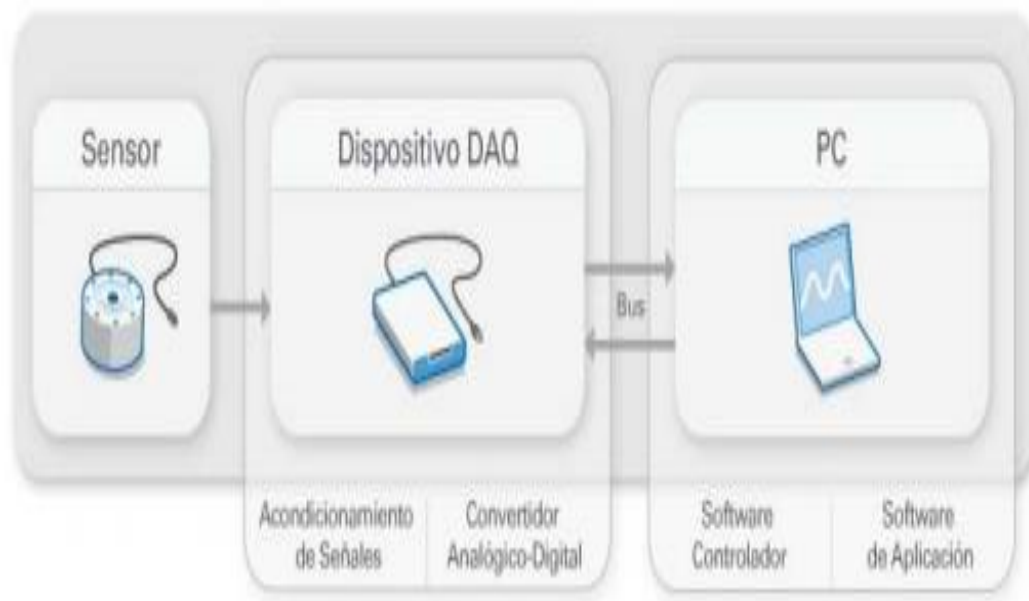 Sensor
Dispositivo DAQ
PC
Bus
Acondicionamiento
de Señales
Convertidor
Analógico-Digital
Software
Controlador
Software
de Aplicación